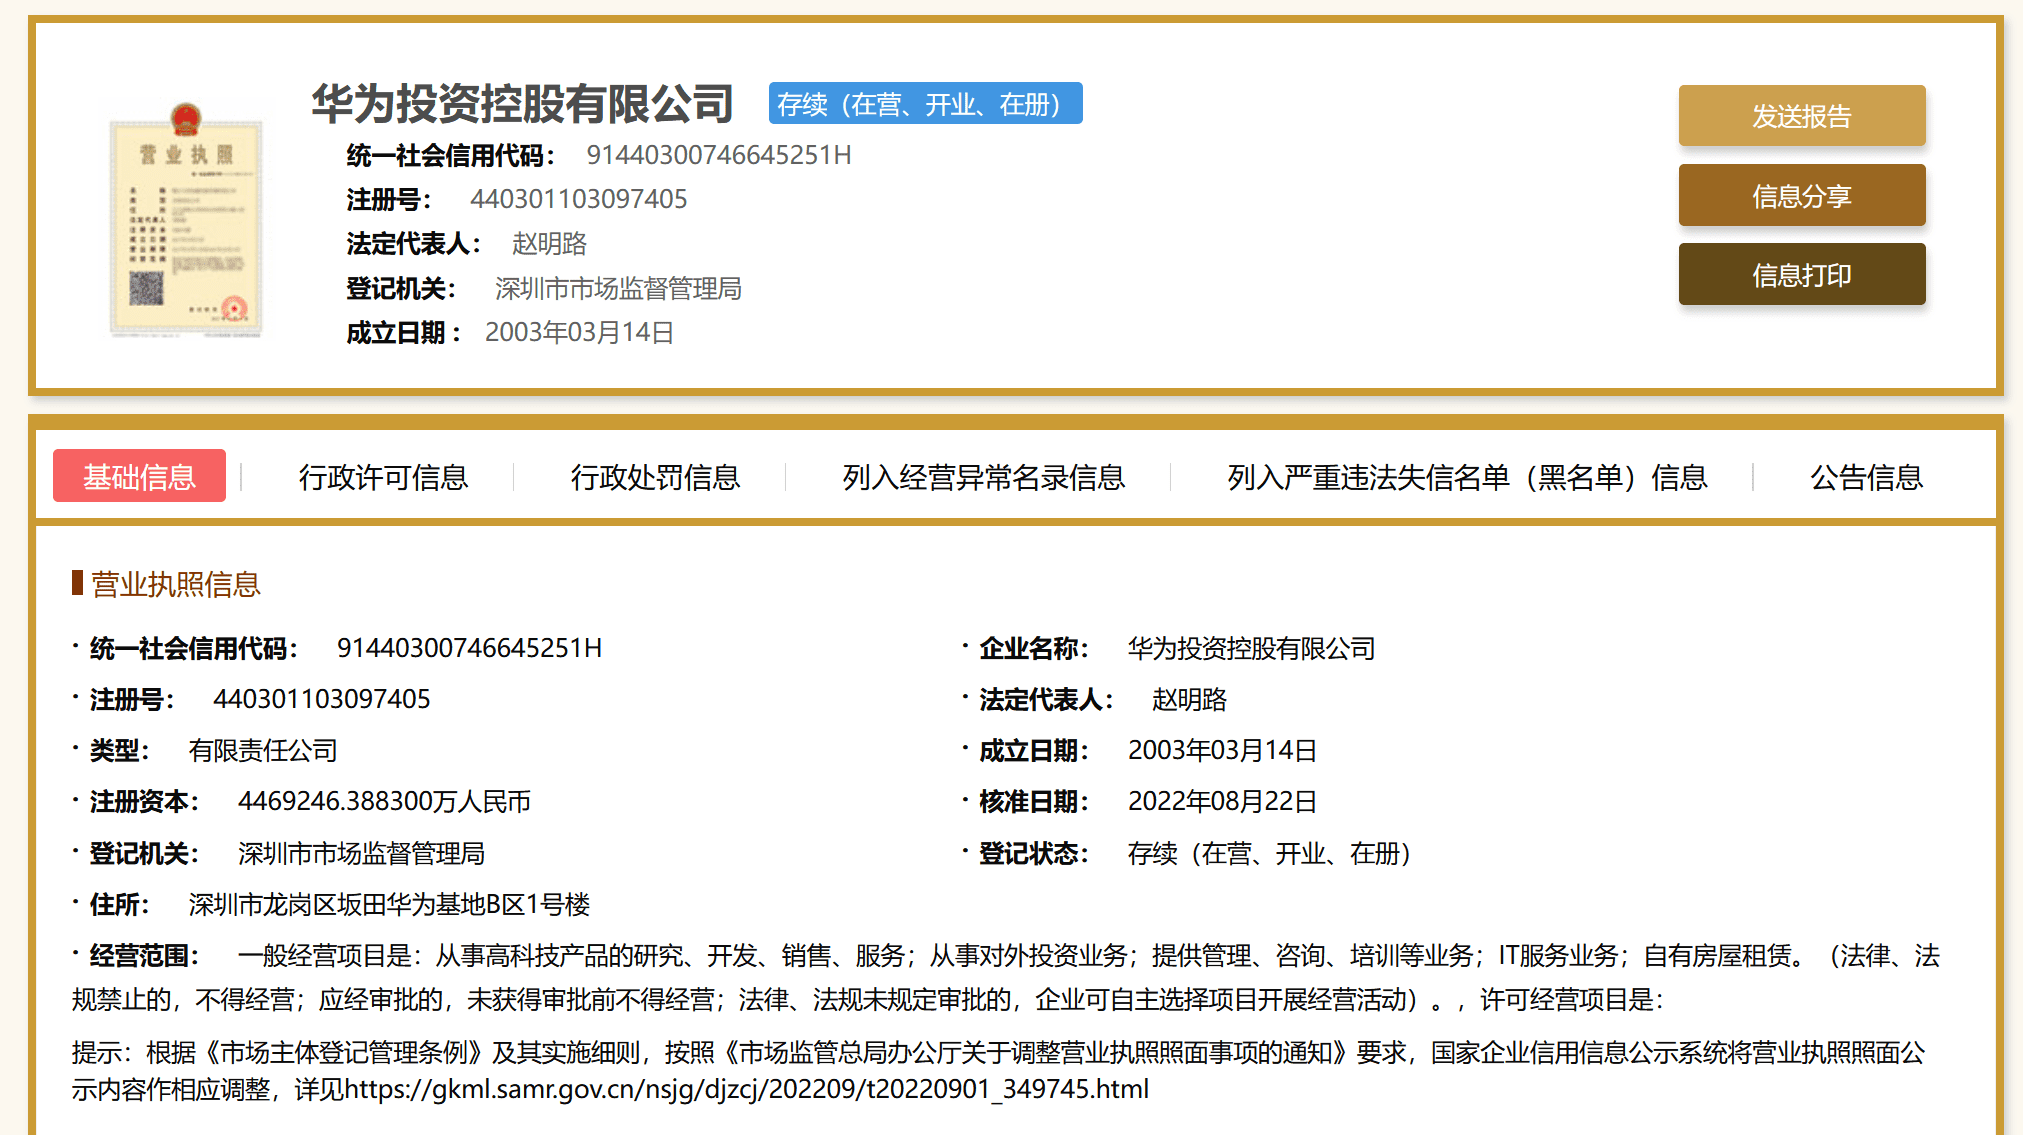 华为投资控股有限公司 存续（在营、开业、在册）
营业执照
统一社会信用代码： 91440300746645251H
注册号： 440301103097405
法定代表人： 赵明路
登记机关： 深圳市市场监督管理局
成立日期： 2003年03月14日
发送报告
信息分享
信息打印
基础信息 行政许可信息 行政处罚信息 列入经营异常名录信息 列入严重违法失信名单（黑名单）信息 公告信息
营业执照信息
· 统一社会信用代码： 91440300746645251H · 企业名称： 华为投资控股有限公司
· 注册号： 440301103097405 · 法定代表人： 赵明路
· 类型： 有限责任公司 · 成立日期： 2003年03月14日
· 注册资本： 4469246.388300万人民币 · 核准日期： 2022年08月22日
· 登记机关： 深圳市市场监督管理局 · 登记状态： 存续（在营、开业、在册）
· 住所： 深圳市龙岗区坂田华为基地B区1号楼
· 经营范围： 一般经营项目是：从事高科技产品的研究、开发、销售、服务；从事对外投资业务；提供管理、咨询、培训等业务；IT服务业务；自有房屋租赁。（法律、法
规禁止的，不得经营；应经审批的，未获得审批前不得经营；法律、法规未规定审批的，企业可自主选择项目开展经营活动）。，许可经营项目是：
提示：根据《市场主体登记管理条例》及其实施细则，按照《市场监管总局办公厅关于调整营业执照照面事项的通知》要求，国家企业信用信息公示系统将营业执照照面公
示内容作相应调整，详见https://gkml.samr.gov.cn/nsjg/djzcj/202209/t20220901_349745.html